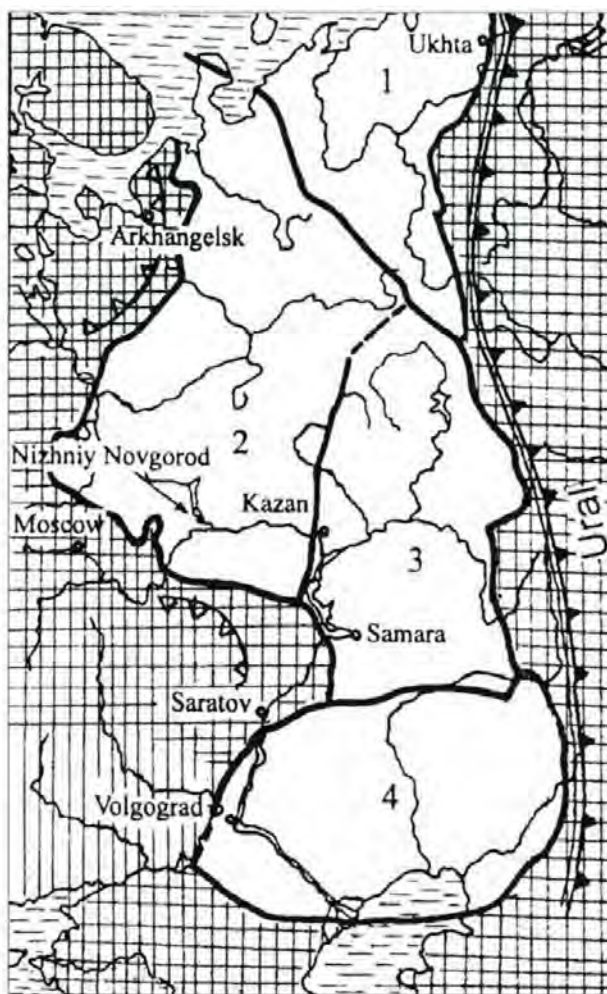 Ukhta
1
Arkhangelsk
2
Nizhniy Novgorod
Kazan
Moscow
3
Ural
Samara
Saratov
Volgograd
4